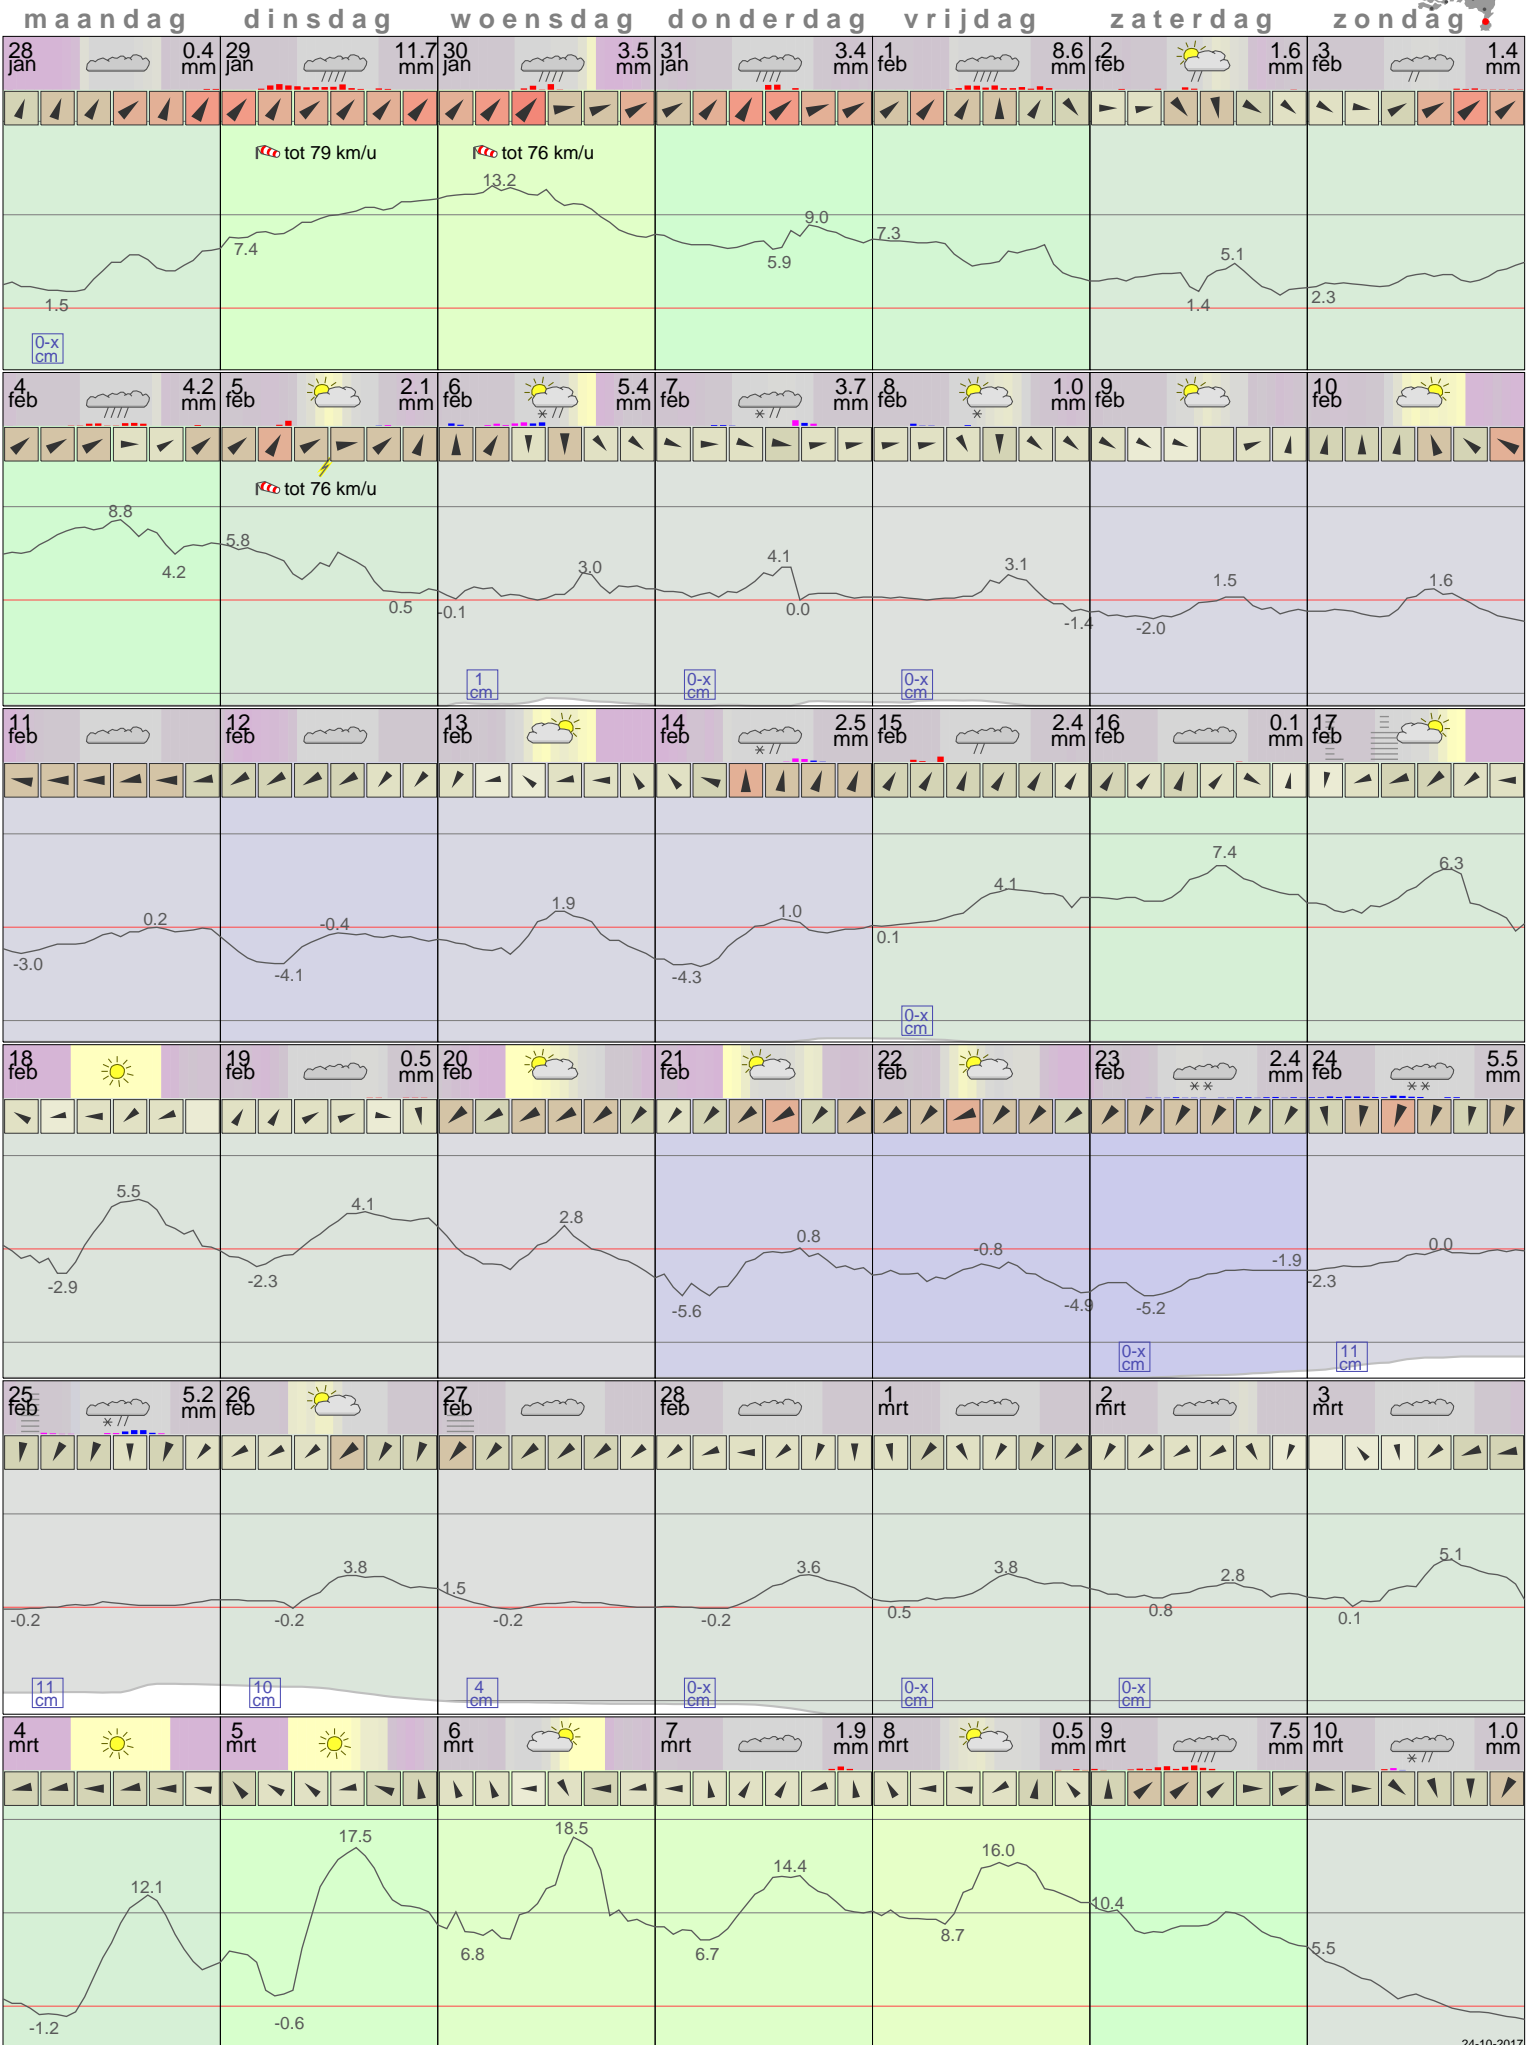 maandag dinsdag woensdag donderdag vrijdag zaterdag zondag
28 0.4 29 11.7 30 3.5 31 3.4 1 8.6 2 1.6 3 1.4
jan mm jan mm jan mm jan mm feb mm feb mm feb mm
tot 79 km/u tot 76 km/u
13.2
9.0
7.4 7.3
5.9 5.1
1.5 1.4 2.3
0-x
cm
4 4.2 5 2.1 6 5.4 7 3.7 8 1.0 9 10
feb mm feb mm feb mm feb mm feb mm feb feb
tot 76 km/u
8.8
5.8
4.2 3.0 4.1 3.1 1.5 1.6
0.5 -0.1 0.0 -1.4 -2.0
1 0-x 0-x
cm cm cm
11 12 13 14 2.5 15 2.4 16 0.1 17
feb feb feb feb mm feb mm feb mm feb
7.4 6.3
4.1
0.2 -0.4 1.9 1.0
-3.0 -4.1 -4.3 0.1
0-x
cm
18 19 0.5 20 21 22 23 2.4 24 5.5
feb feb mm feb feb feb feb mm feb mm
5.5 4.1 2.8
0.8 -0.8 -1.9 0.0
-2.9 -2.3 -5.6 -4.9 -5.2 -2.3
0-x 11
cm cm
25 5.2 26 27 28 1 2 3
feb mm feb feb feb mrt mrt mrt
3.8 1.5 3.6 3.8 2.8 5.1
-0.2 -0.2 -0.2 -0.2 0.5 0.8 0.1
11 10 4 0-x 0-x 0-x
cm cm cm cm cm cm
4 5 6 7 1.9 8 0.5 9 7.5 10 1.0
mrt mrt mrt mrt mm mrt mm mrt mm mrt mm
17.5 18.5
12.1 14.4 16.0
10.4
6.8 6.7 8.7 5.5
-1.2 -0.6
24-10-2017